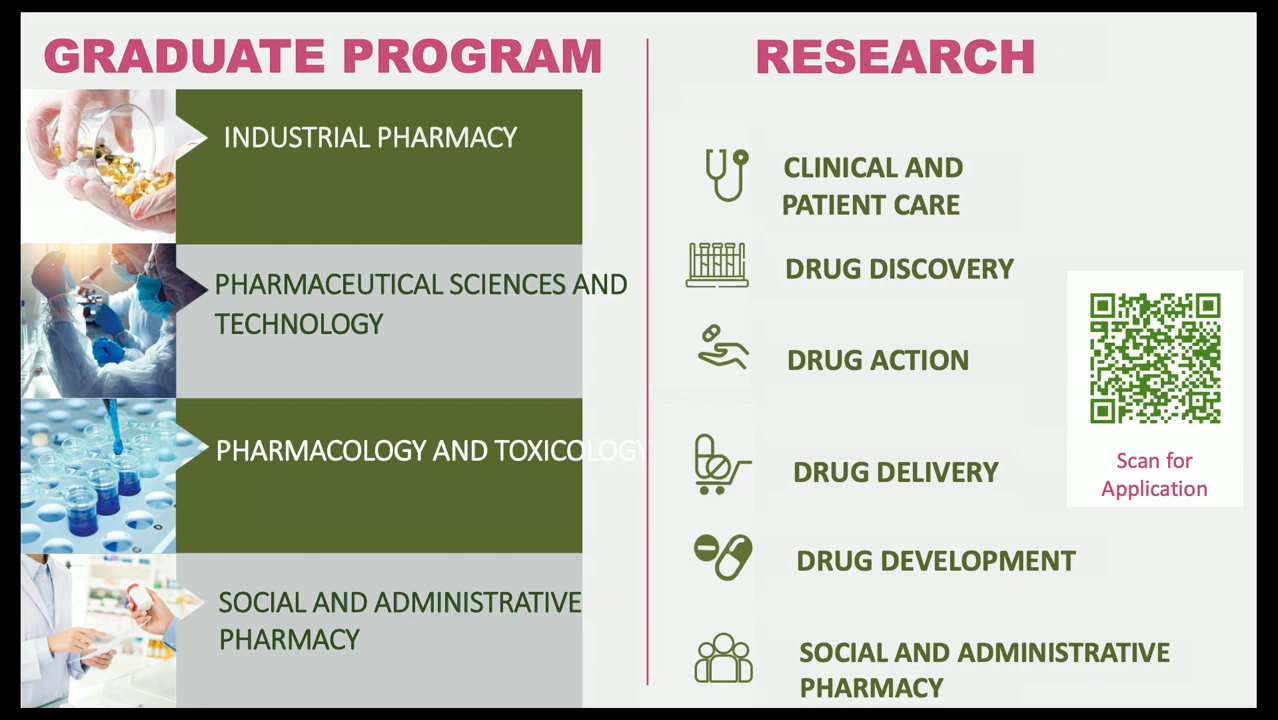 GRADUATE PROGRAM
INDUSTRIAL PHARMACY
PHARMACEUTICAL SCIENCES AND
TECHNOLOGY
PHARMACOLOGY AND TOXICOLOGY
SOCIAL AND ADMINISTRATIVE
PHARMACY
RESEARCH
CLINICAL AND
PATIENT CARE
DRUG DISCOVERY
DRUG ACTION
DRUG DELIVERY
DRUG DEVELOPMENT
SOCIAL AND ADMINISTRATIVE
PHARMACY
Scan for
Application